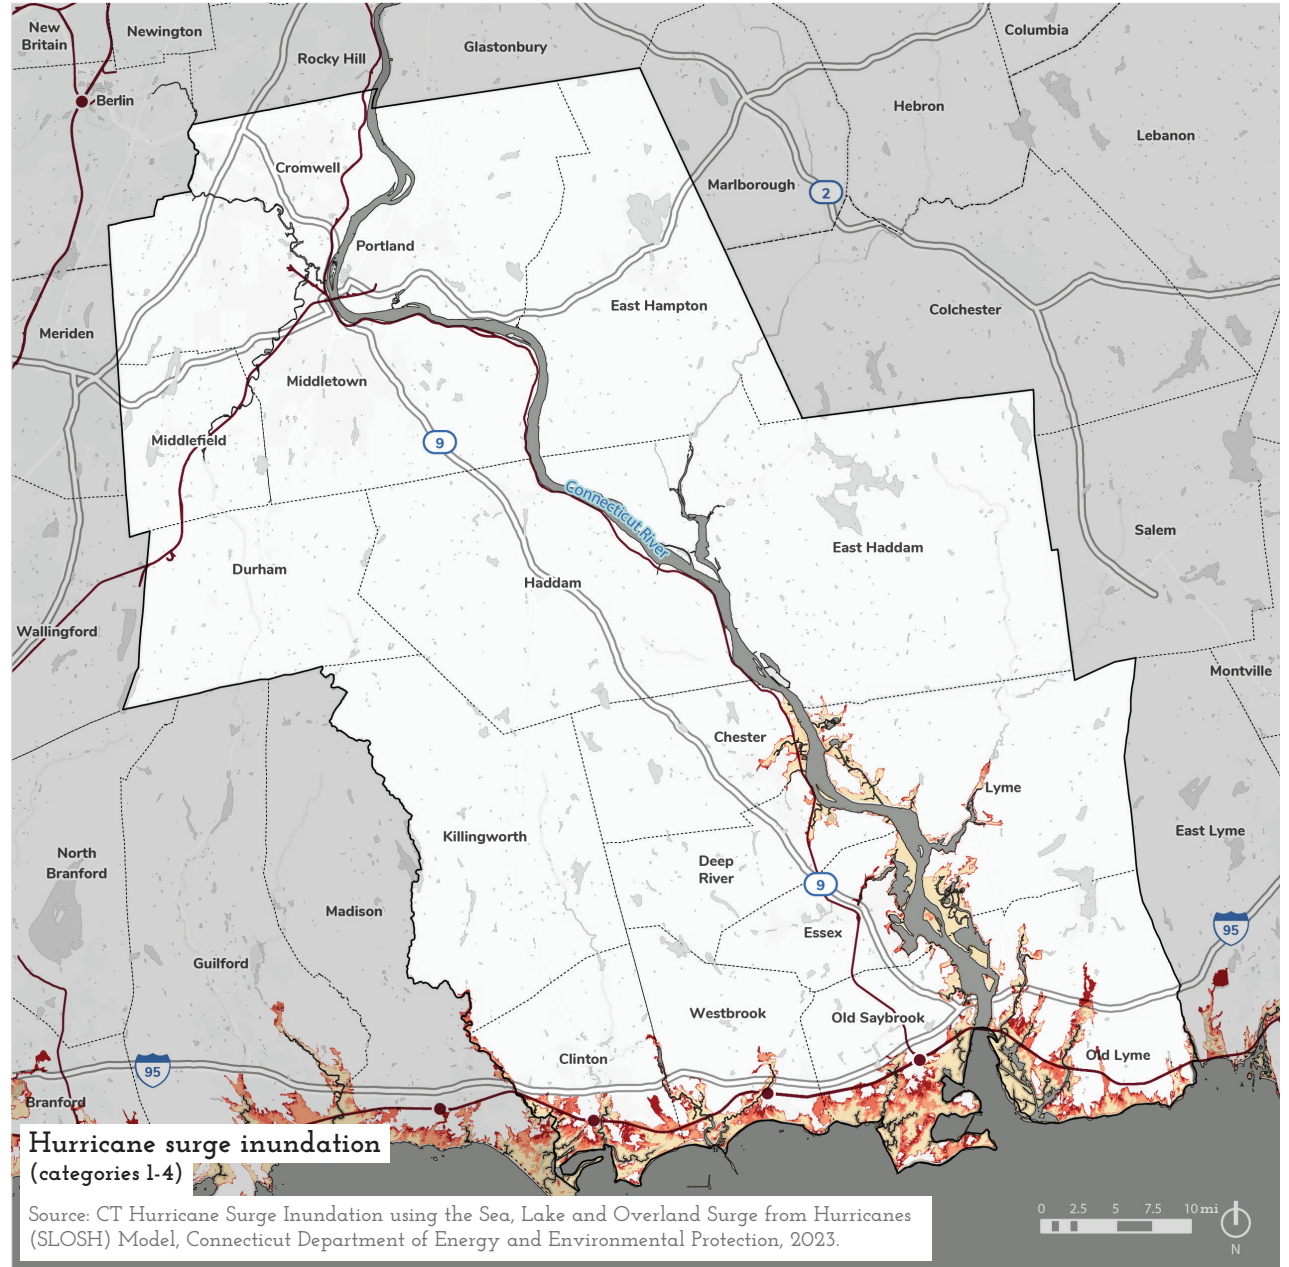 New
Britain
Newington
Rocky Hill
Glastonbury
Columbia
Berlin
Hebron
Lebanon
Cromwell
Marlborough
2
Portland
East Hampton
Colchester
Meriden
Middletown
Middlefield
9
Connecticut River
Salem
East Haddam
Durham
Haddam
Wallingford
Montville
Chester
Lyme
Killingworth
East Lyme
North
Branford
Deep
River
9
Madison
Essex
95
Guilford
Westbrook
Old Saybrook
Clinton
Old Lyme
95
Branford
Hurricane surge inundation
(categories 1-4)
Source: CT Hurricane Surge Inundation using the Sea, Lake and Overland Surge from Hurricanes
(SLOSH) Model, Connecticut Department of Energy and Environmental Protection, 2023.
0 2.5 5 7.5 10 mi
N